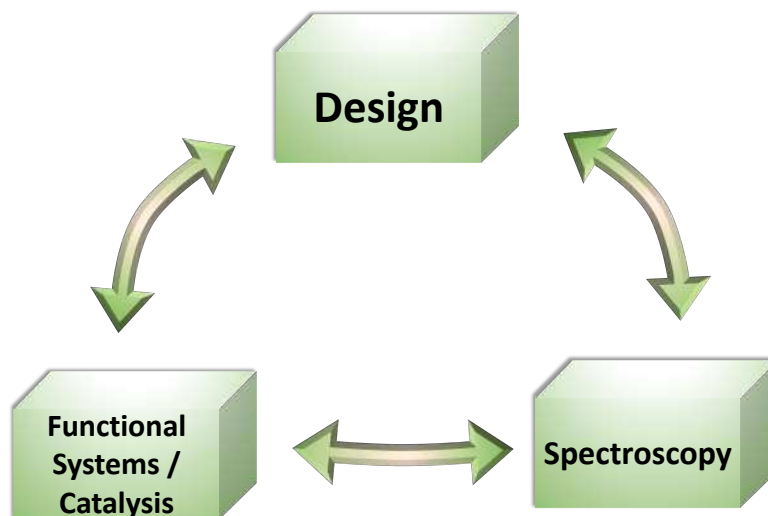 Design
Functional
Systems /
Catalysis
Spectroscopy